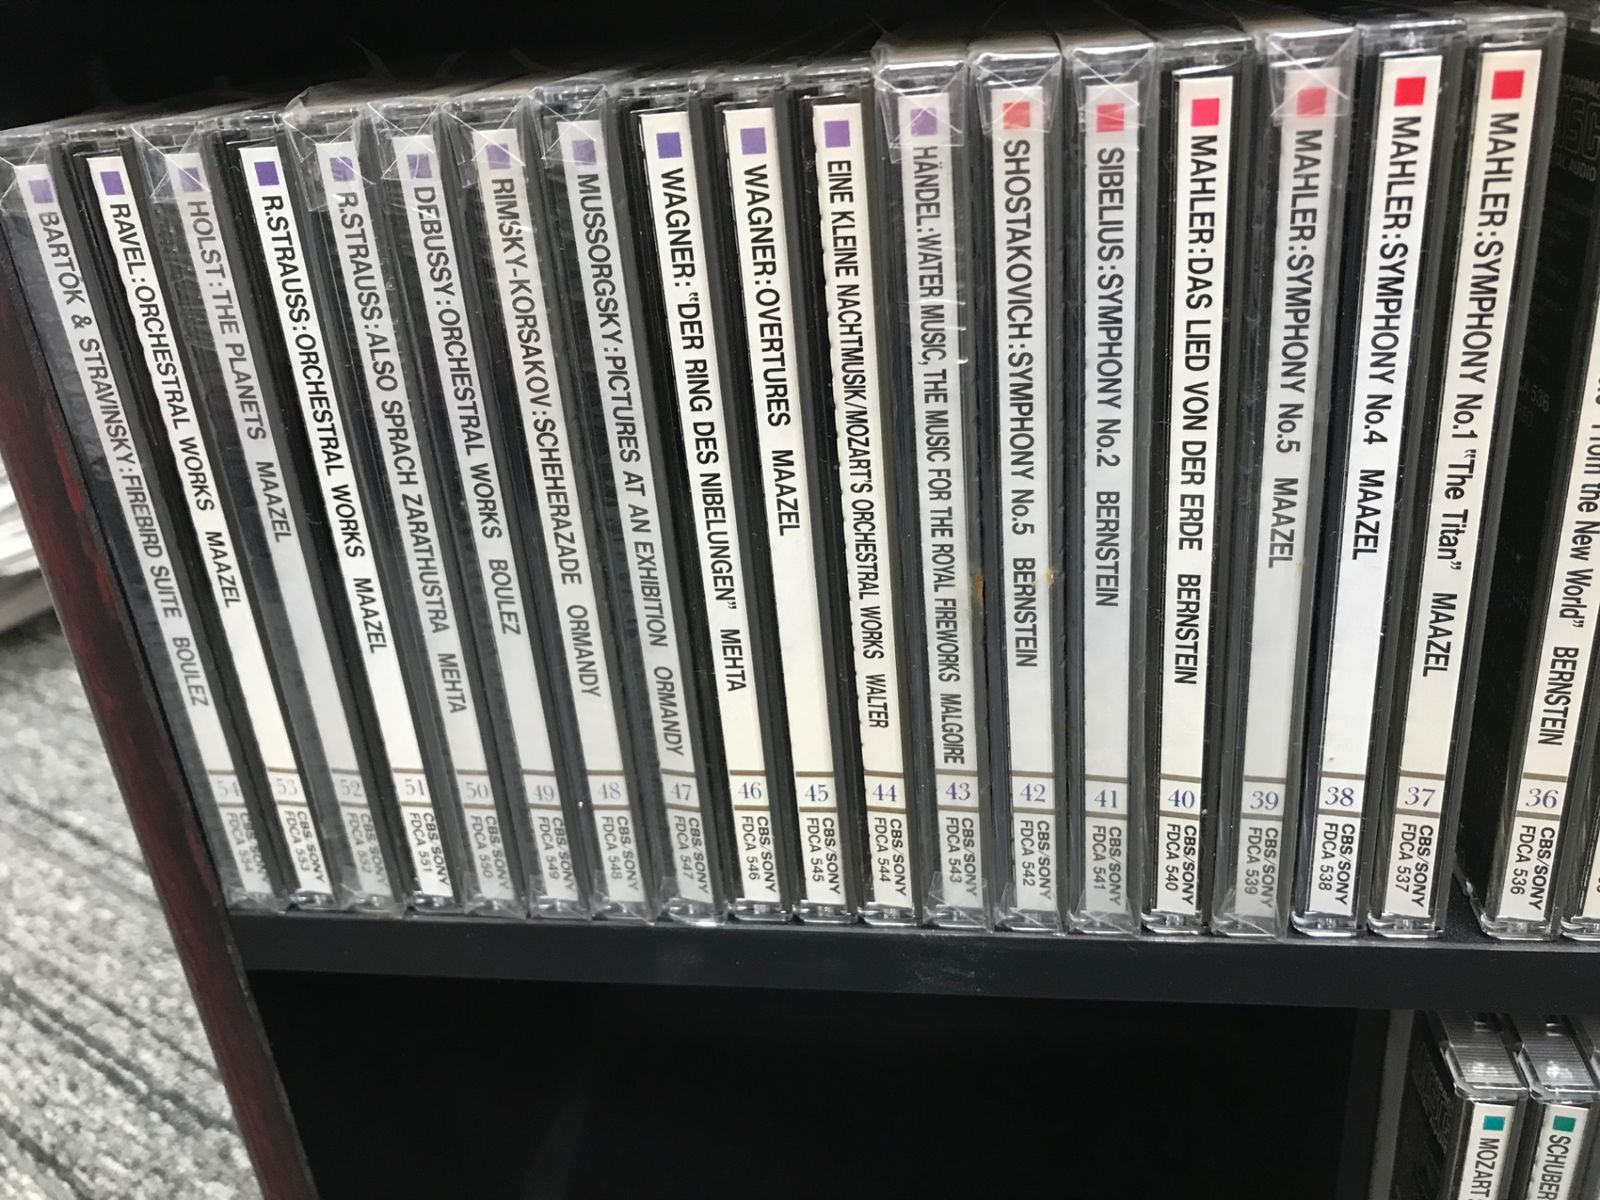 BARTÓK & STRAVINSKY:FIREBIRD SUITE BOULEZ
54
CBS/SONY
FDCA 554
RAVEL:ORCHESTRAL WORKS MAAZEL
53
CBS/SONY
FDCA 553
HOLST:THE PLANETS MAAZEL
52
CBS/SONY
FDCA 552
R.STRAUSS:ORCHESTRAL WORKS MAAZEL
51
CBS/SONY
FDCA 551
R.STRAUSS:ALSO SPRACH ZARATHUSTRA MEHTA
50
CBS/SONY
FDCA 550
DEBUSSY:ORCHESTRAL WORKS BOULEZ
49
CBS/SONY
FDCA 549
RIMSKY-KORSAKOV:SCHEHERAZADE ORMANDY
48
CBS/SONY
FDCA 548
MUSSORGSKY:PICTURES AT AN EXHIBITION ORMANDY
47
CBS/SONY
FDCA 547
WAGNER:"DER RING DES NIBELUNGEN" MEHTA
46
CBS/SONY
FDCA 546
WAGNER:OVERTURES MAAZEL
45
CBS/SONY
FDCA 545
EINE KLEINE NACHTMUSIK/MOZART'S ORCHESTRAL WORKS WALTER
44
CBS/SONY
FDCA 544
HÄNDEL:WATER MUSIC, THE MUSIC FOR THE ROYAL FIREWORKS MALGOIRE
43
CBS/SONY
FDCA 543
SHOSTAKOVICH:SYMPHONY No.5 BERNSTEIN
42
CBS/SONY
FDCA 542
SIBELIUS:SYMPHONY No.2 BERNSTEIN
41
CBS/SONY
FDCA 541
MAHLER:DAS LIED VON DER ERDE BERNSTEIN
40
CBS/SONY
FDCA 540
MAHLER:SYMPHONY No.5 MAAZEL
39
CBS/SONY
FDCA 539
MAHLER:SYMPHONY No.4 MAAZEL
38
CBS/SONY
FDCA 538
MAHLER:SYMPHONY No.1 "The Titan" MAAZEL
37
CBS/SONY
FDCA 537
from the New World" BERNSTEIN
36
CBS/SONY
FDCA 536
DCA 536
MOZART
SCHUBE